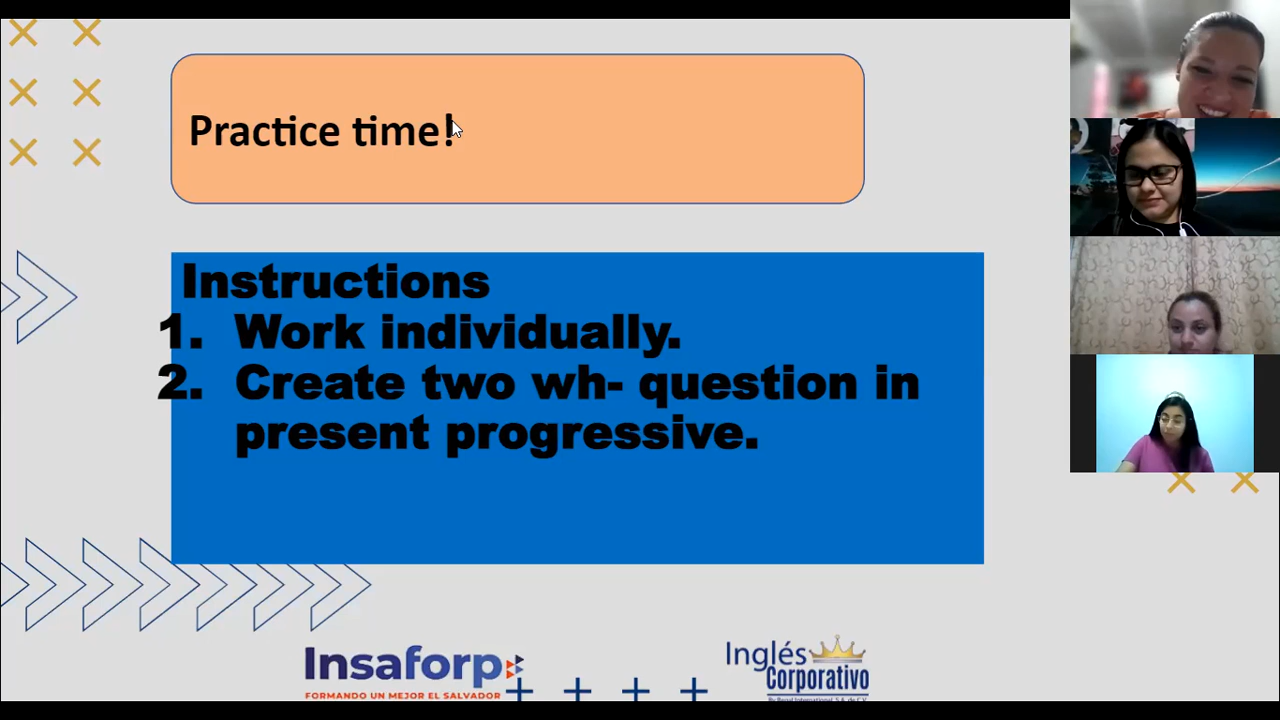 Practice time!
Instructions
1. Work individually.
2. Create two wh- question in
present progressive.
Insaforp
FORMANDO UN MEJOR EL SALVADOR
Inglés
Corporativo